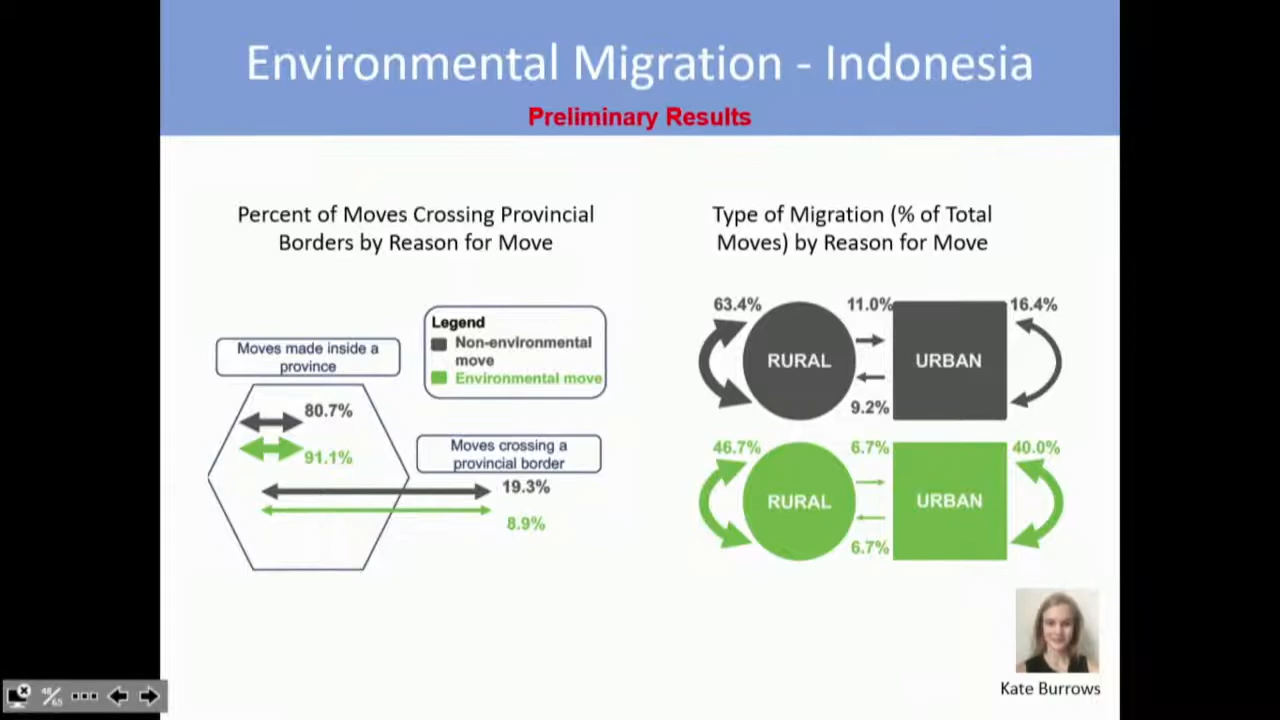 Environmental Migration - Indonesia
Preliminary Results
Percent of Moves Crossing Provincial
Borders by Reason for Move
Legend
Non-environmental
move
Environmental move
Moves made inside a
province
80.7%
91.1%
Moves crossing a
provincial border
19.3%
8.9%
Type of Migration (% of Total
Moves) by Reason for Move
63.4%
11.0%
16.4%
RURAL
URBAN
9.2%
46.7%
6.7%
40.0%
RURAL
URBAN
6.7%
Kate Burrows